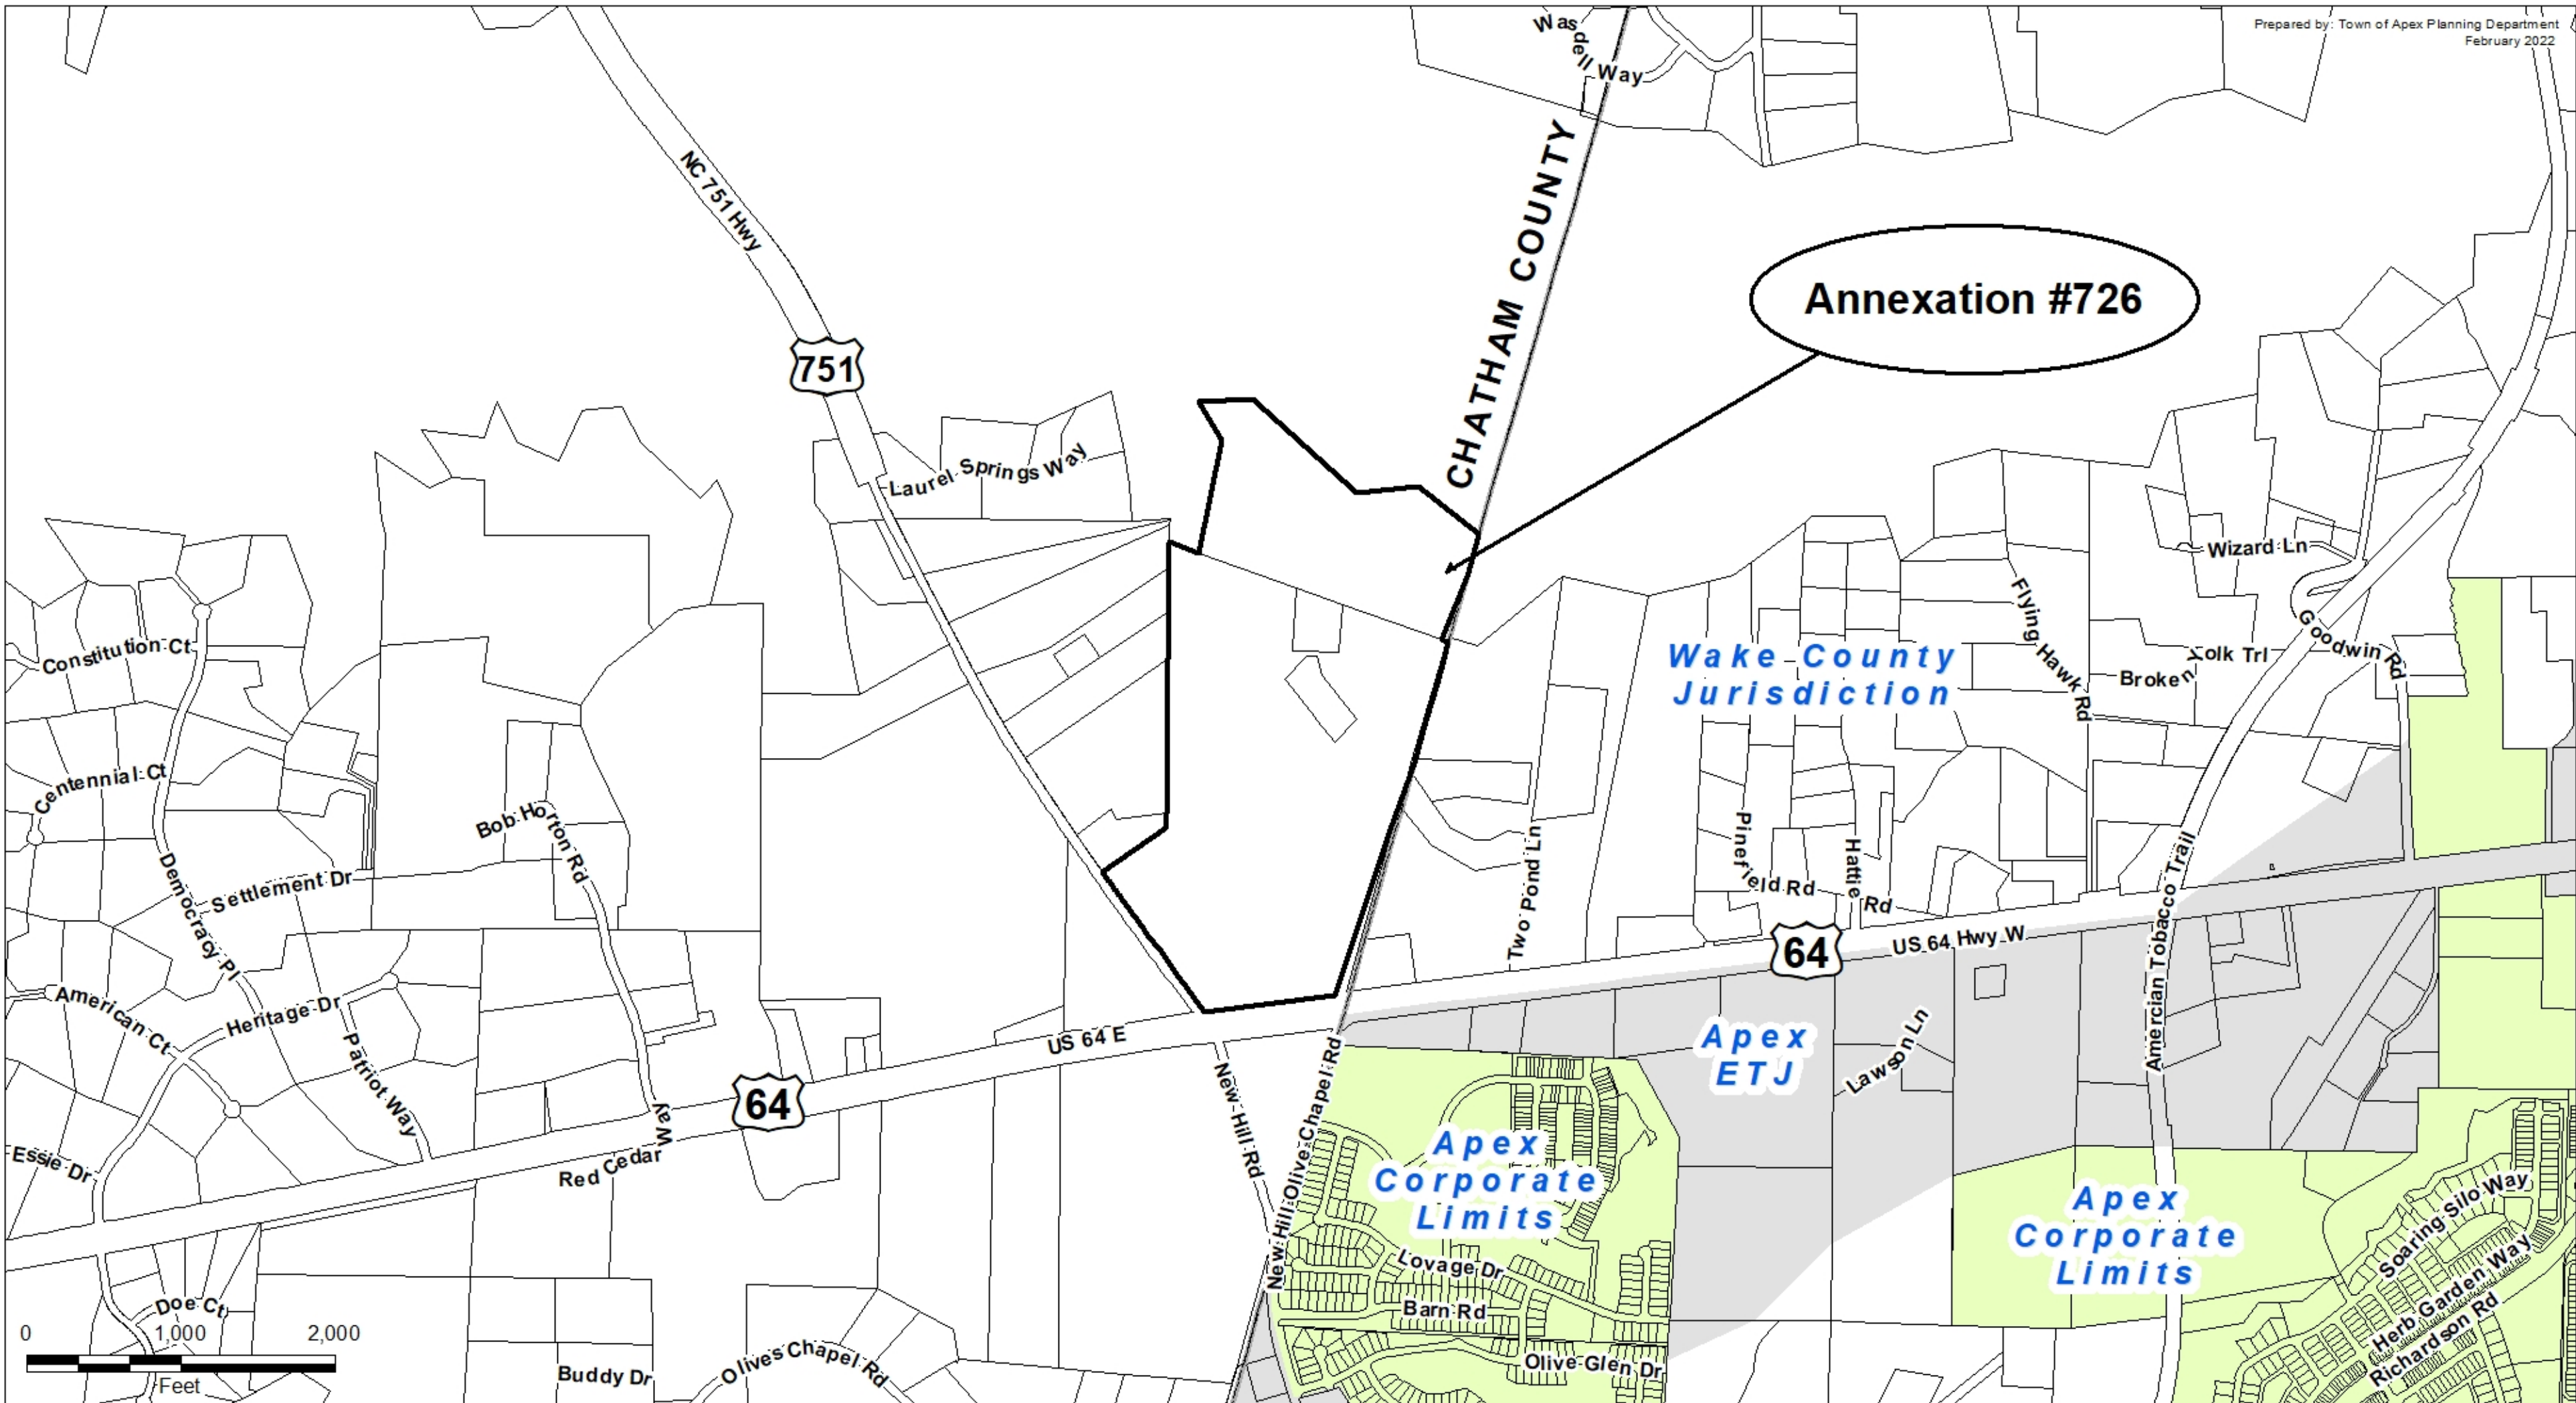 Prepared by: Town of Apex Planning Department
February 2022
Wasdell Way
NC 751 Hwy
CHATHAM COUNTY
Annexation #726
751
Laurel Springs Way
Wizard Ln
Flying Hawk Rd
Goodwin Rd
Broken Yolk Trl
Constitution Ct
Wake County
Jurisdiction
Centennial Ct
Bob Horton Rd
Democracy Pl
Settlement Dr
Two Pond Ln
Pinefield Rd
Hattie Rd
Amercian Tobacco Trail
64
US 64 Hwy W
American Ct
Heritage Dr
Patriot Way
US 64 E
Apex
ETJ
Lawson Ln
64
New Hill Rd
New Hill Olive Chapel Rd
Essie Dr
Red Cedar Way
Apex
Corporate
Limits
Apex
Corporate
Limits
Soaring Silo Way
Herb Garden Way
Richardson Rd
Lovage Dr
Barn Rd
Olive Glen Dr
Doe Ct
Buddy Dr
Olives Chapel Rd
0 1,000 2,000
Feet